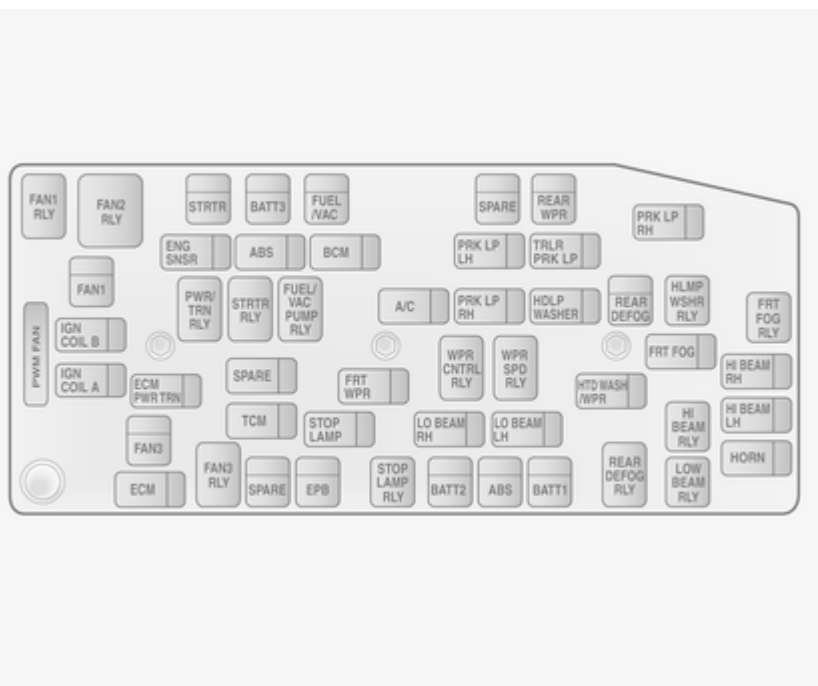 FAN1
RLY
FAN2
RLY
STRTR
BATT3
FUEL
/VAC
SPARE
REAR
WPR
PRK LP
RH
ENG
SNSR
ABS
BCM
PRK LP
LH
TRLR
PRK LP
FAN1
PWR/
TRN
RLY
STRTR
RLY
FUEL/
VAC
PUMP
RLY
A/C
PRK LP
RH
HDLP
WASHER
REAR
DEFOG
HLMP
WSHR
RLY
FRT
FOG
RLY
PWM FAN
IGN
COIL B
FRT FOG
IGN
COIL A
ECM
PWR TRN
SPARE
FRT
WPR
WPR
CNTRL
RLY
WPR
SPD
RLY
HTD WASH
/WPR
HI BEAM
RH
TCM
STOP
LAMP
LO BEAM
RH
LO BEAM
LH
HI
BEAM
RLY
HI BEAM
LH
FAN3
HORN
ECM
FAN3
RLY
SPARE
EPB
STOP
LAMP
RLY
BATT2
ABS
BATT1
REAR
DEFOG
RLY
LOW
BEAM
RLY